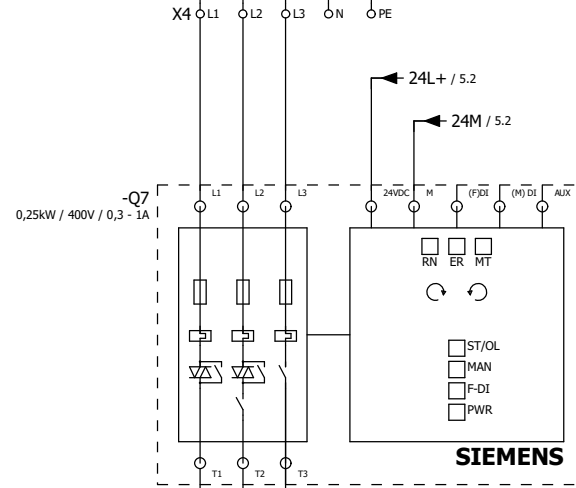 X4 L1 L2 L3 N PE
24L+ / 5.2
24M / 5.2
-Q7
0,25kW / 400V / 0,3 - 1A
L1 L2 L3 24VDC M (F)DI (M) DI AUX
RN ER MT
ST/OL
MAN
F-DI
PWR
SIEMENS
T1 T2 T3